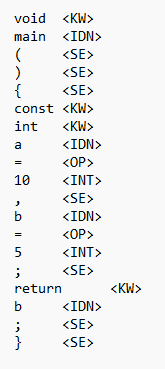 void <KW>
main <IDN>
( <SE>
) <SE>
{ <SE>
const <KW>
int <KW>
a <IDN>
= <OP>
10 <INT>
, <SE>
b <IDN>
= <OP>
5 <INT>
; <SE>
return <KW>
b <IDN>
; <SE>
} <SE>